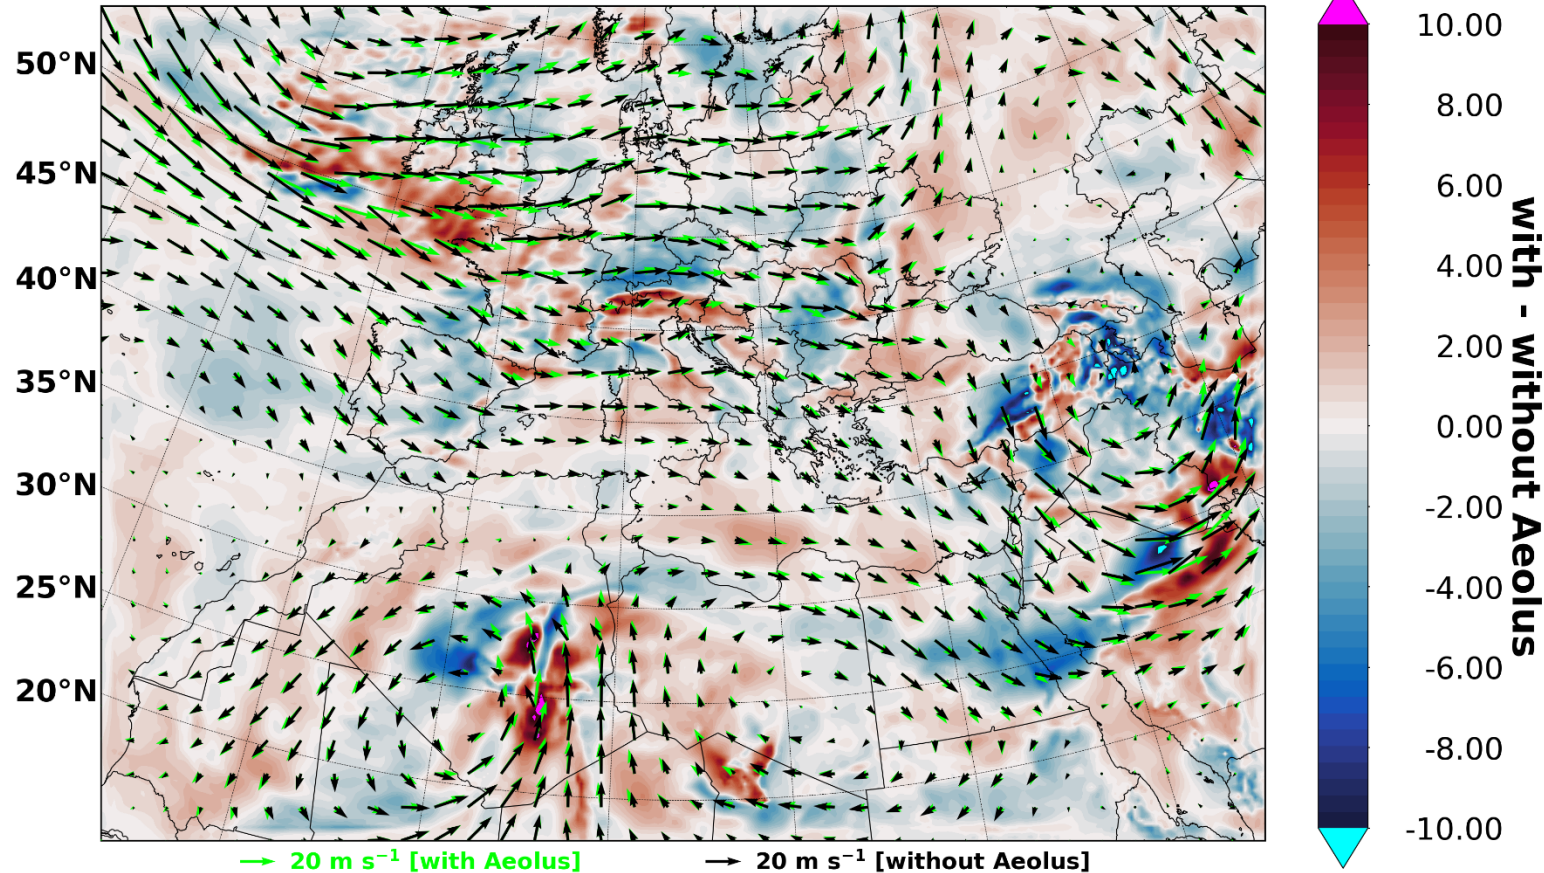 50°N
45°N
40°N
35°N
30°N
25°N
20°N
10.00
8.00
6.00
4.00
2.00
0.00
-2.00
-4.00
-6.00
-8.00
-10.00
with - without Aeolus
20 m s⁻¹ [with Aeolus]
20 m s⁻¹ [without Aeolus]